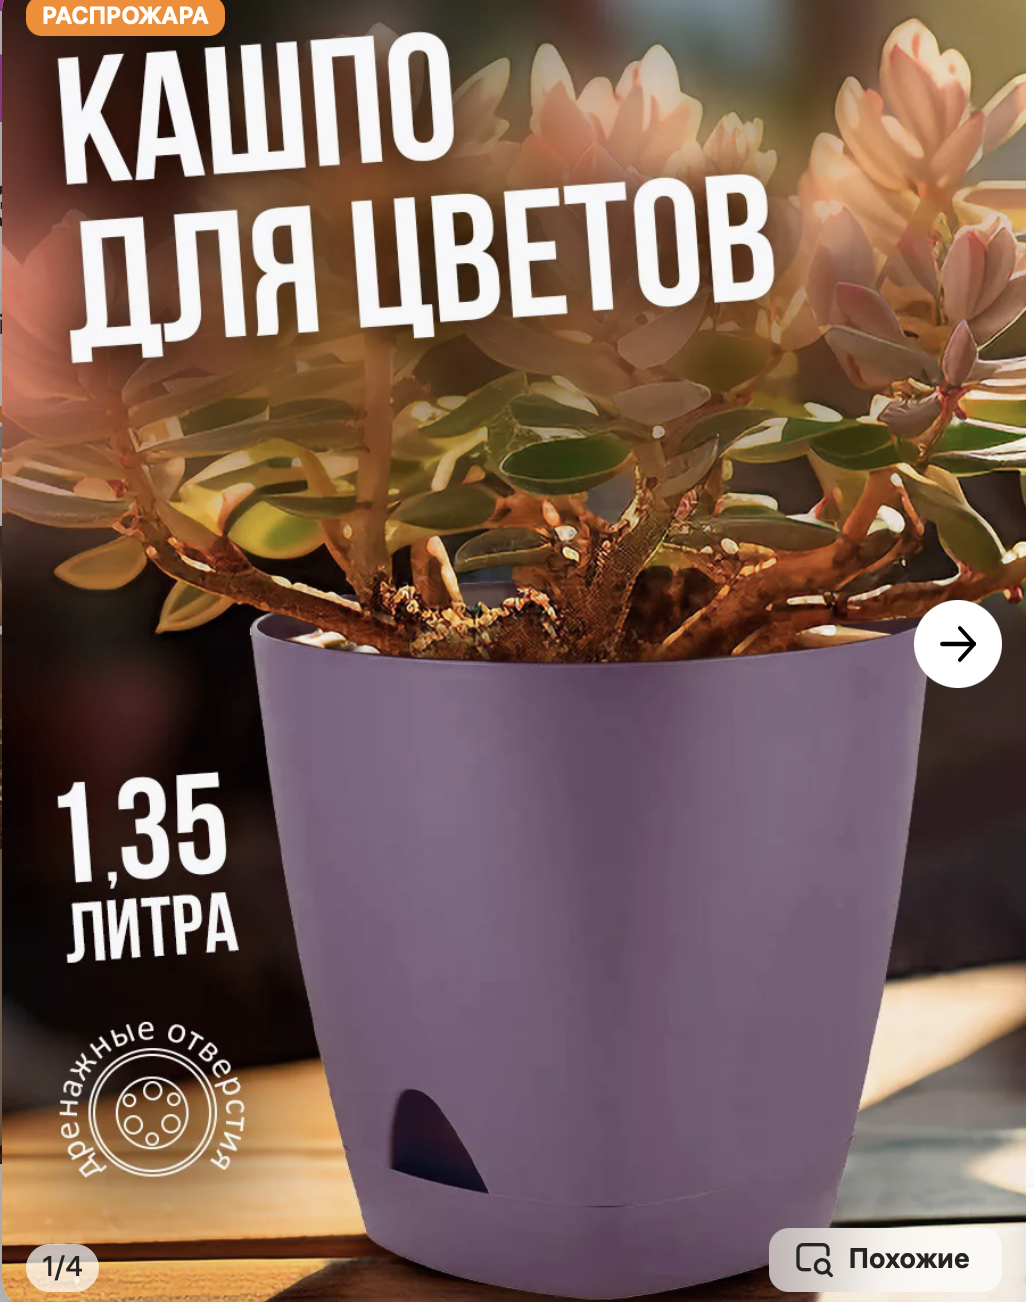 РАСПРОЖАРА
КАШПО
ДЛЯ ЦВЕТОВ
1,35
ЛИТРА
дренажные отверстия
1/4
Похожие